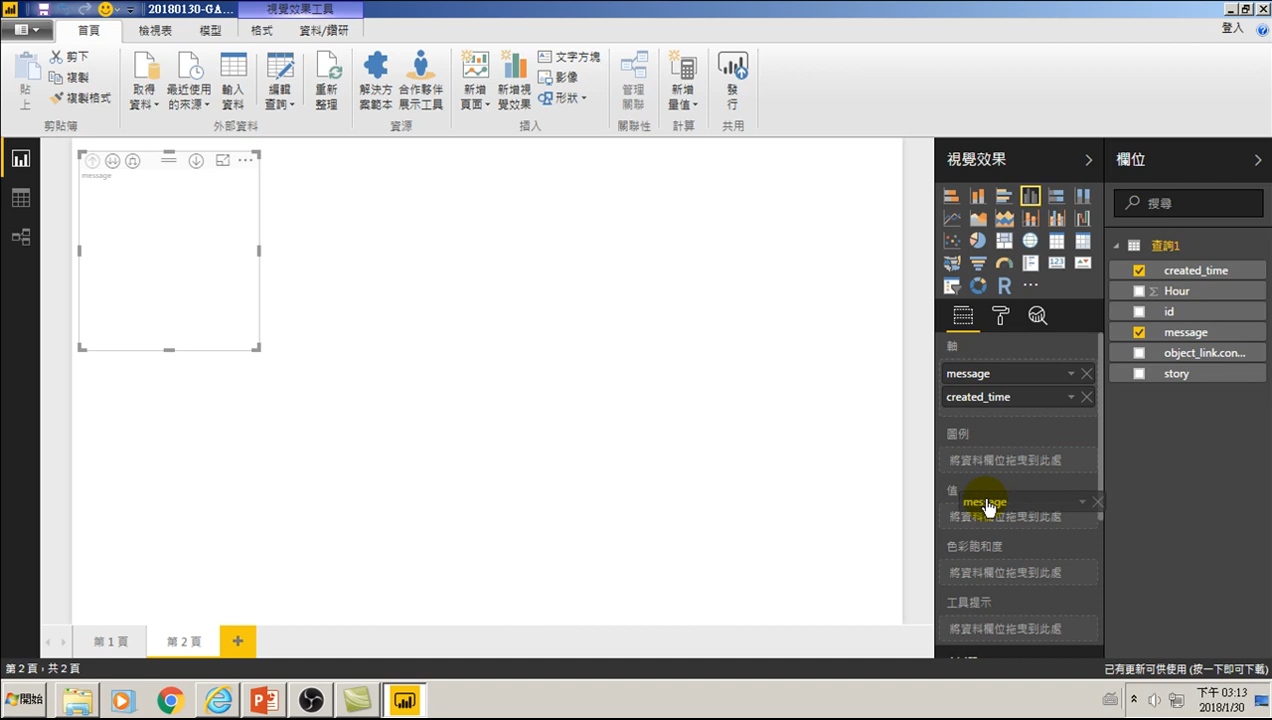 20180130-GA...
視覺效果工具
首頁
檢視表
模型
格式
資料/鑽研
登入
貼上
剪下
複製
複製格式
剪貼簿
取得資料
最近使用的來源
輸入資料
編輯查詢
重新整理
外部資料
解決方案範本
合作夥伴展示工具
資源
新增頁面
新增視覺效果
文字方塊
影像
形狀
插入
管理關聯
關聯性
新增量值
計算
發行
共用
message
視覺效果
軸
message
created_time
圖例
將資料欄位拖曳到此處
值
message
將資料欄位拖曳到此處
色彩飽和度
將資料欄位拖曳到此處
工具提示
將資料欄位拖曳到此處
欄位
搜尋
查詢1
created_time
Hour
id
message
object_link.con...
story
第 1 頁
第 2 頁
第 2 頁，共 2 頁
已有更新可供使用 (按一下即可下載)
開始
下午 03:13
2018/1/30